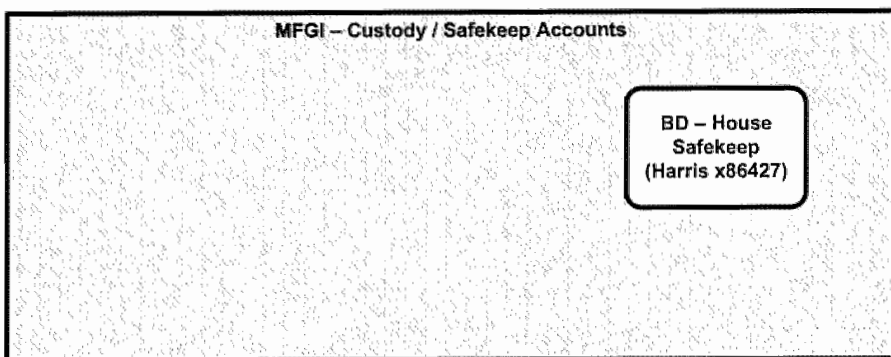 MFGI – Custody / Safekeep Accounts
BD – House
Safekeep
(Harris x86427)